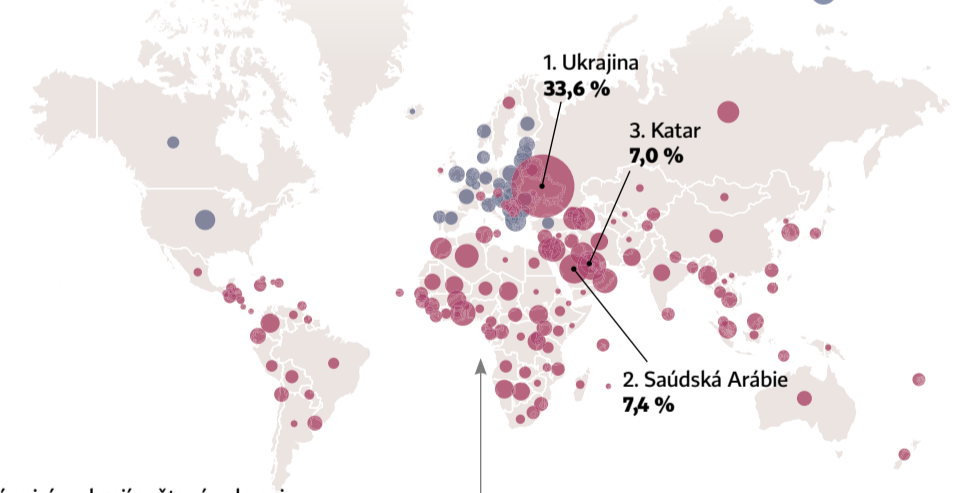 1. Ukrajina
33,6 %
3. Katar
7,0 %
2. Saúdská Arábie
7,4 %